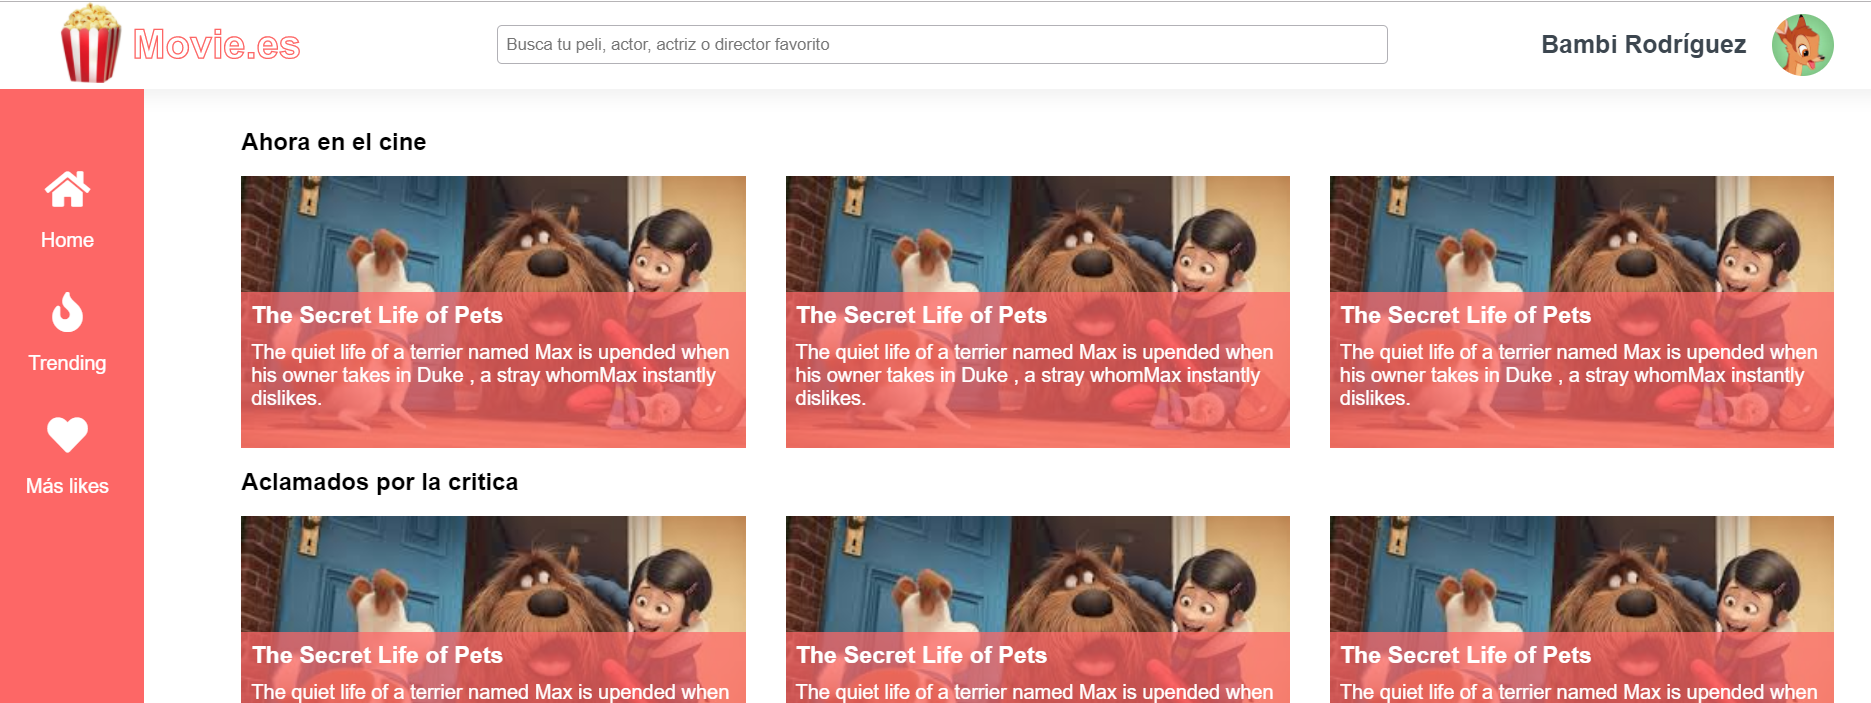 Movie.es
Busca tu peli, actor, actriz o director favorito
Bambi Rodríguez
Home
Trending
Más likes
Ahora en el cine
The Secret Life of Pets
The quiet life of a terrier named Max is upended when
his owner takes in Duke , a stray whomMax instantly
dislikes.
The Secret Life of Pets
The quiet life of a terrier named Max is upended when
his owner takes in Duke , a stray whomMax instantly
dislikes.
The Secret Life of Pets
The quiet life of a terrier named Max is upended when
his owner takes in Duke , a stray whomMax instantly
dislikes.
Aclamados por la critica
The Secret Life of Pets
The quiet life of a terrier named Max is upended when
The Secret Life of Pets
The quiet life of a terrier named Max is upended when
The Secret Life of Pets
The quiet life of a terrier named Max is upended when